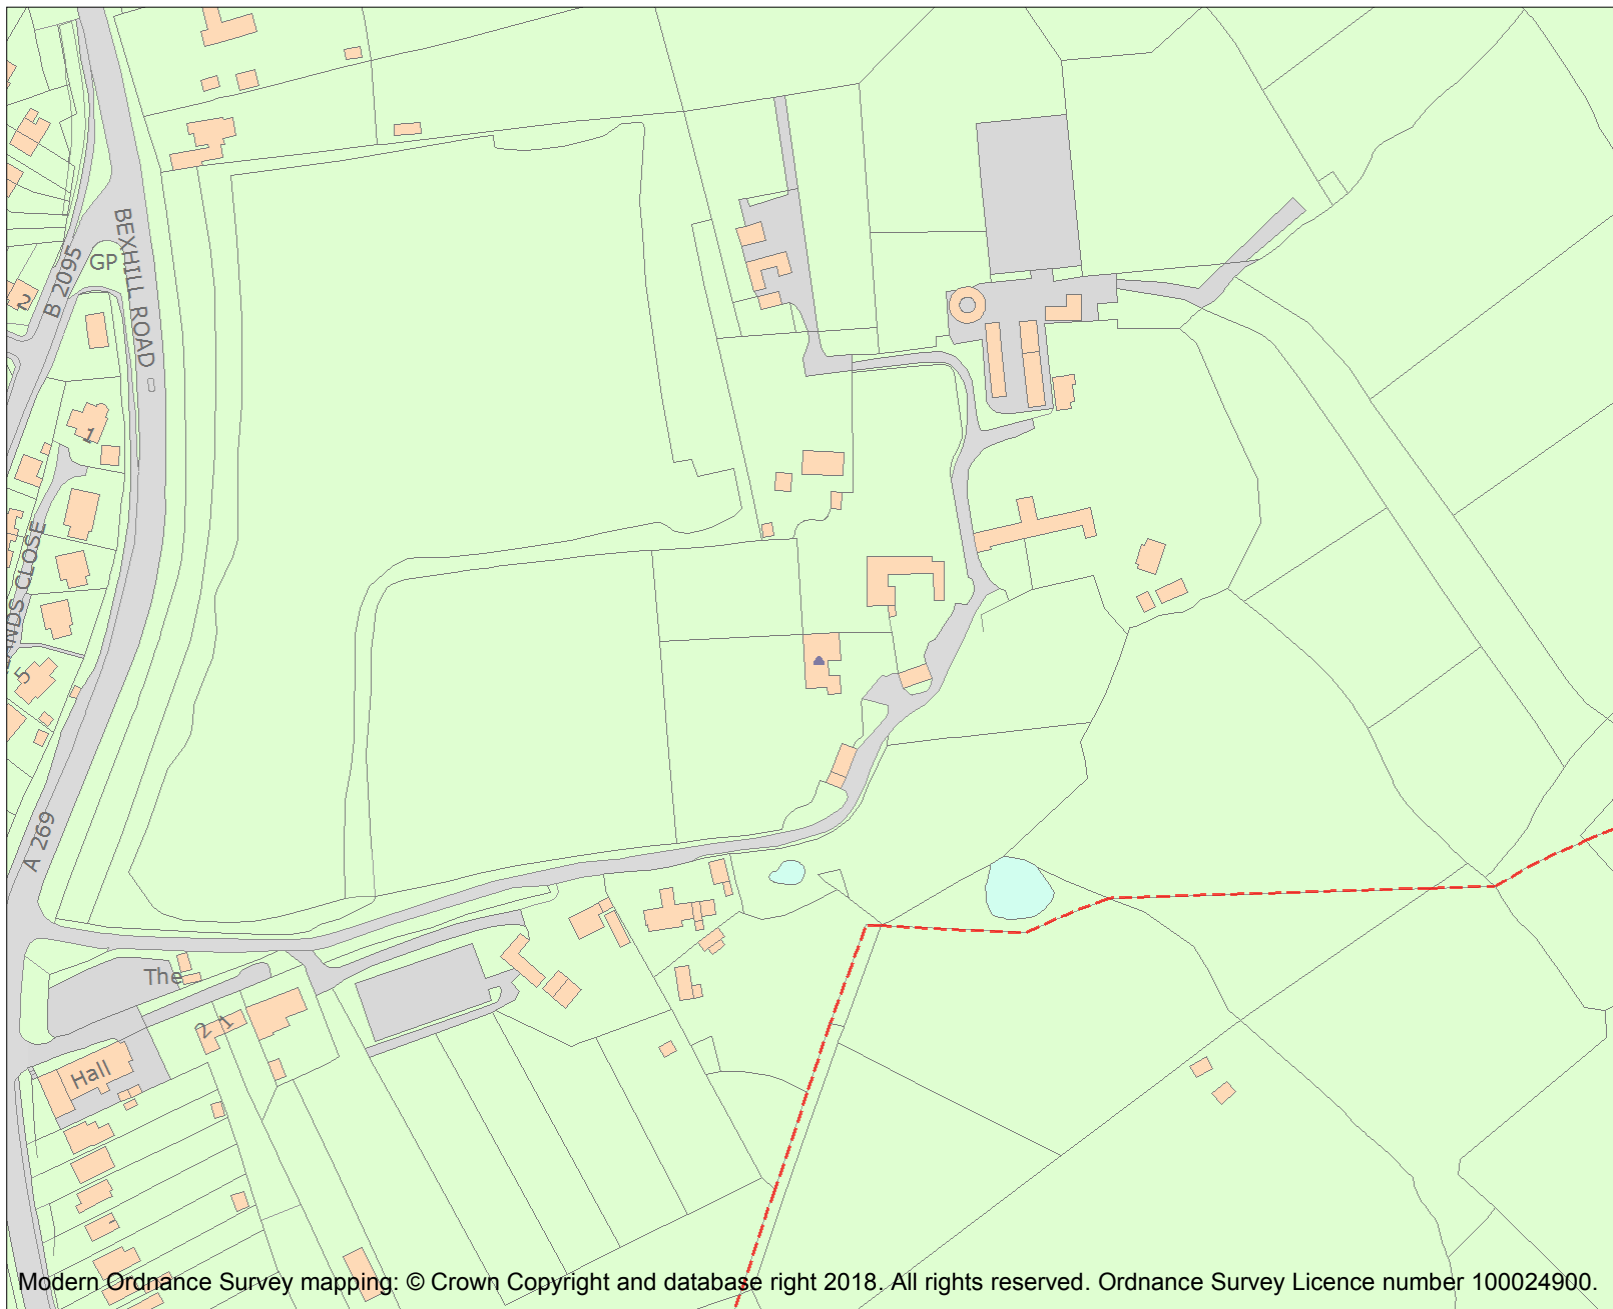 B 2095
GP
BEXHILL ROAD
2
1
ANDS CLOSE
5
A 269
The
2
1
Hall
Modern Ordnance Survey mapping: © Crown Copyright and database right 2018. All rights reserved. Ordnance Survey Licence number 100024900.